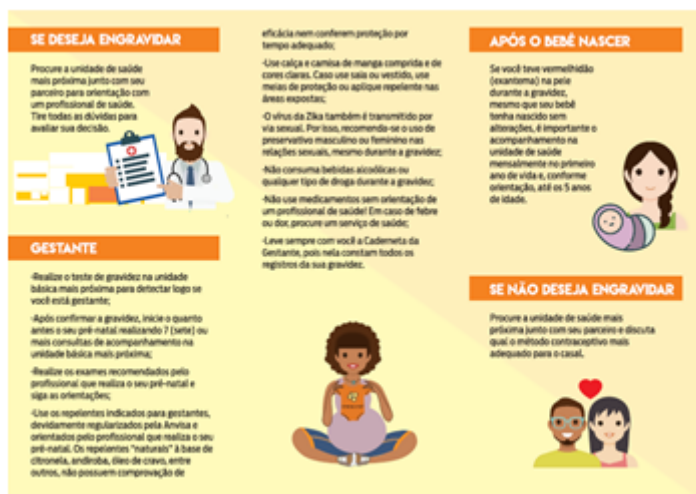 SE DESEJA ENGRAVIDAR
Procure a unidade de saúde
mais próxima junto com seu
parceiro para orientação com
um profissional de saúde.
Tire todas as dúvidas para
avaliar sua decisão.
GESTANTE
-Realize o teste de gravidez na unidade
básica mais próxima para detectar logo se
você está gestante;
-Após confirmar a gravidez, inicie o quanto
antes o seu pré-natal realizando 7 (sete) ou
mais consultas de acompanhamento na
unidade básica mais próxima;
-Realize os exames recomendados pelo
profissional que realiza o seu pré-natal e
siga as orientações;
-Use os repelentes indicados para gestantes,
devidamente regularizados pela Anvisa e
orientados pelo profissional que realiza o seu
pré-natal. Os repelentes "naturais" à base de
citronela, andiroba, óleo de cravo, entre
outros, não possuem comprovação de
eficácia nem conferem proteção por
tempo adequado;
-Use calça e camisa de manga comprida e de
cores claras. Caso use saia ou vestido, use
meias de proteção ou aplique repelente nas
áreas expostas;
-O vírus da Zika também é transmitido por
via sexual. Por isso, recomenda-se o uso de
preservativo masculino ou feminino nas
relações sexuais, mesmo durante a gravidez;
-Não consuma bebidas alcoólicas ou
qualquer tipo de droga durante a gravidez;
-Não use medicamentos sem orientação de
um profissional de saúde! Em caso de febre
ou dor, procure um serviço de saúde;
-Leve sempre com você a Caderneta da
Gestante, pois nela constam todos os
registros da sua gravidez.
APÓS O BEBÊ NASCER
Se você teve vermelhidão
(exantoma) na pele
durante a gravidez,
mesmo que seu bebê
tenha nascido sem
alterações, é importante o
acompanhamento na
unidade de saúde
mensalmente no primeiro
ano de vida e, conforme
orientação, até os 5 anos
de idade.
SE NÃO DESEJA ENGRAVIDAR
Procure a unidade de saúde mais
próxima junto com seu parceiro e discuta
qual o método contraceptivo mais
adequado para o casal.